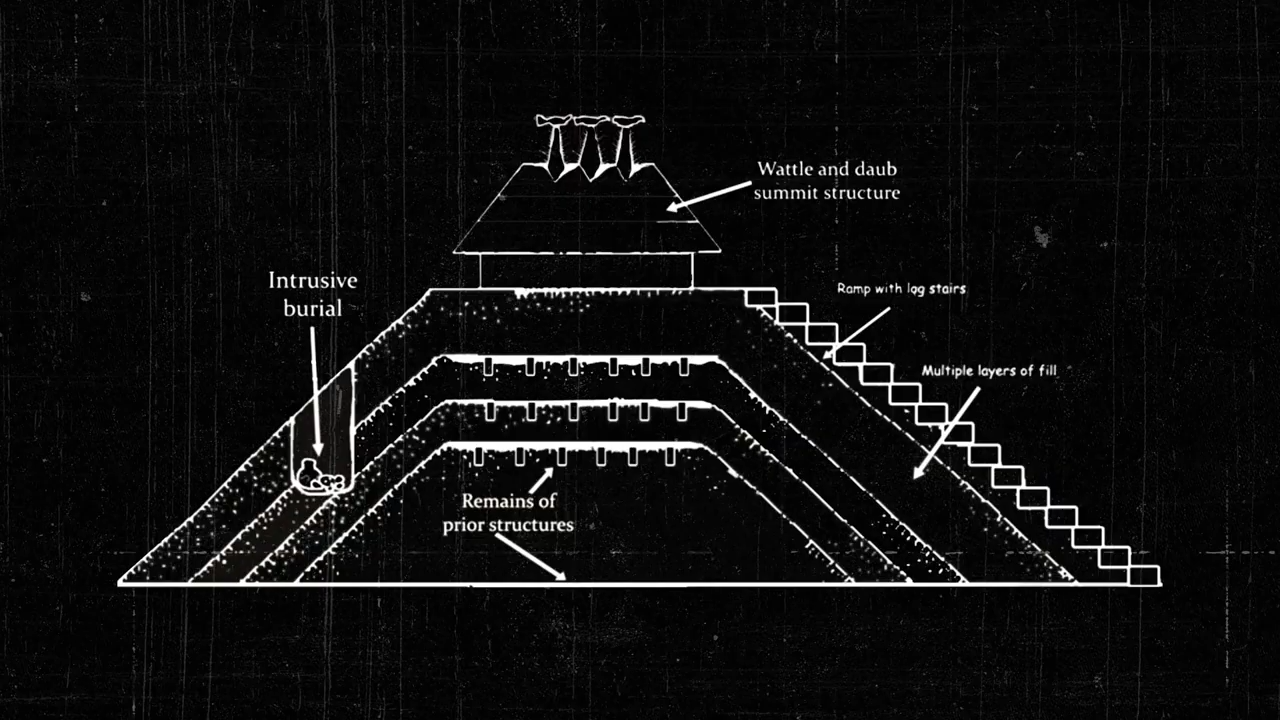 Wattle and daub
summit structure
Intrusive
burial
Ramp with log stairs
Multiple layers of fill
Remains of
prior structures